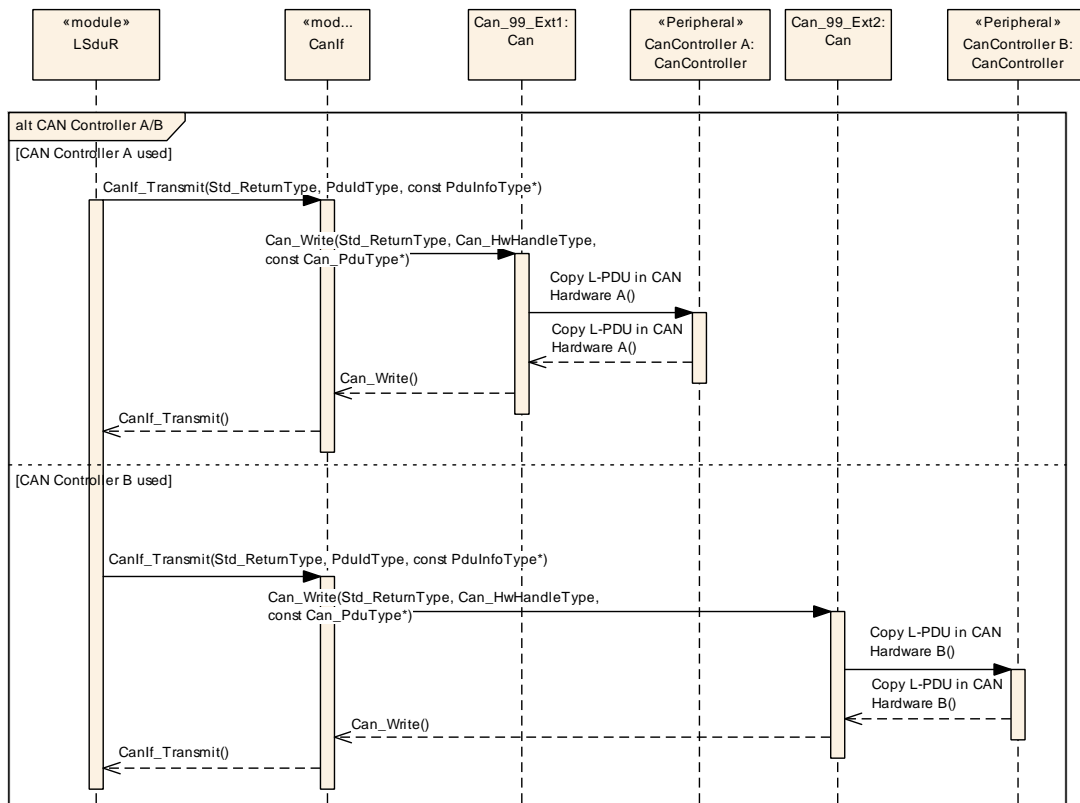 «module»
LSduR
«mod...
CanIf
Can_99_Ext1:
Can
«Peripheral»
CanController A:
CanController
Can_99_Ext2:
Can
«Peripheral»
CanController B:
CanController
alt CAN Controller A/B
[CAN Controller A used]
CanIf_Transmit(Std_ReturnType, PduIdType, const PduInfoType*)
Can_Write(Std_ReturnType, Can_HwHandleType,
const Can_PduType*)
Copy L-PDU in CAN
Hardware A()
Copy L-PDU in CAN
Hardware A()
Can_Write()
CanIf_Transmit()
[CAN Controller B used]
CanIf_Transmit(Std_ReturnType, PduIdType, const PduInfoType*)
Can_Write(Std_ReturnType, Can_HwHandleType,
const Can_PduType*)
Copy L-PDU in CAN
Hardware B()
Copy L-PDU in CAN
Hardware B()
Can_Write()
CanIf_Transmit()